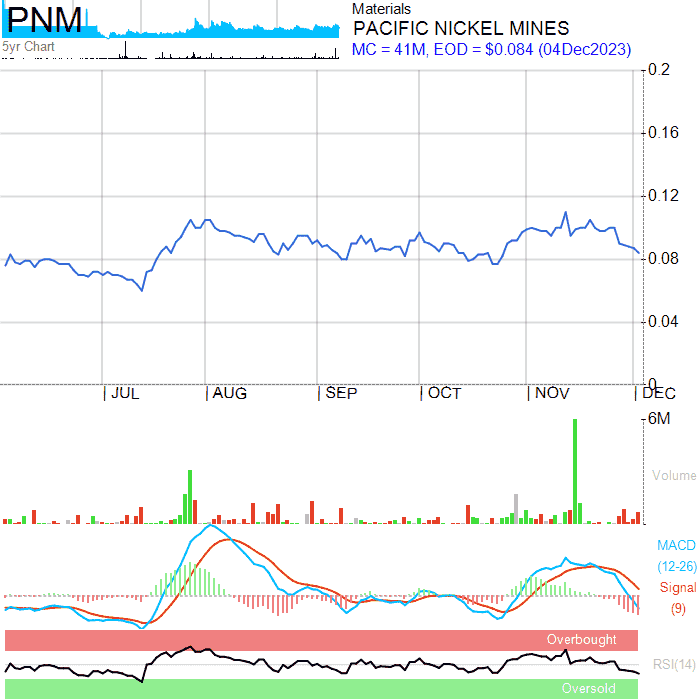 PNM
Materials
PACIFIC NICKEL MINES
5yr Chart
MC = 41M, EOD = $0.084 (04Dec2023)
0.2
0.16
0.12
0.08
0.04
0
JUL AUG SEP OCT NOV DEC
6M
Volume
MACD
(12-26)
Signal
(9)
Overbought
RSI(14)
Oversold